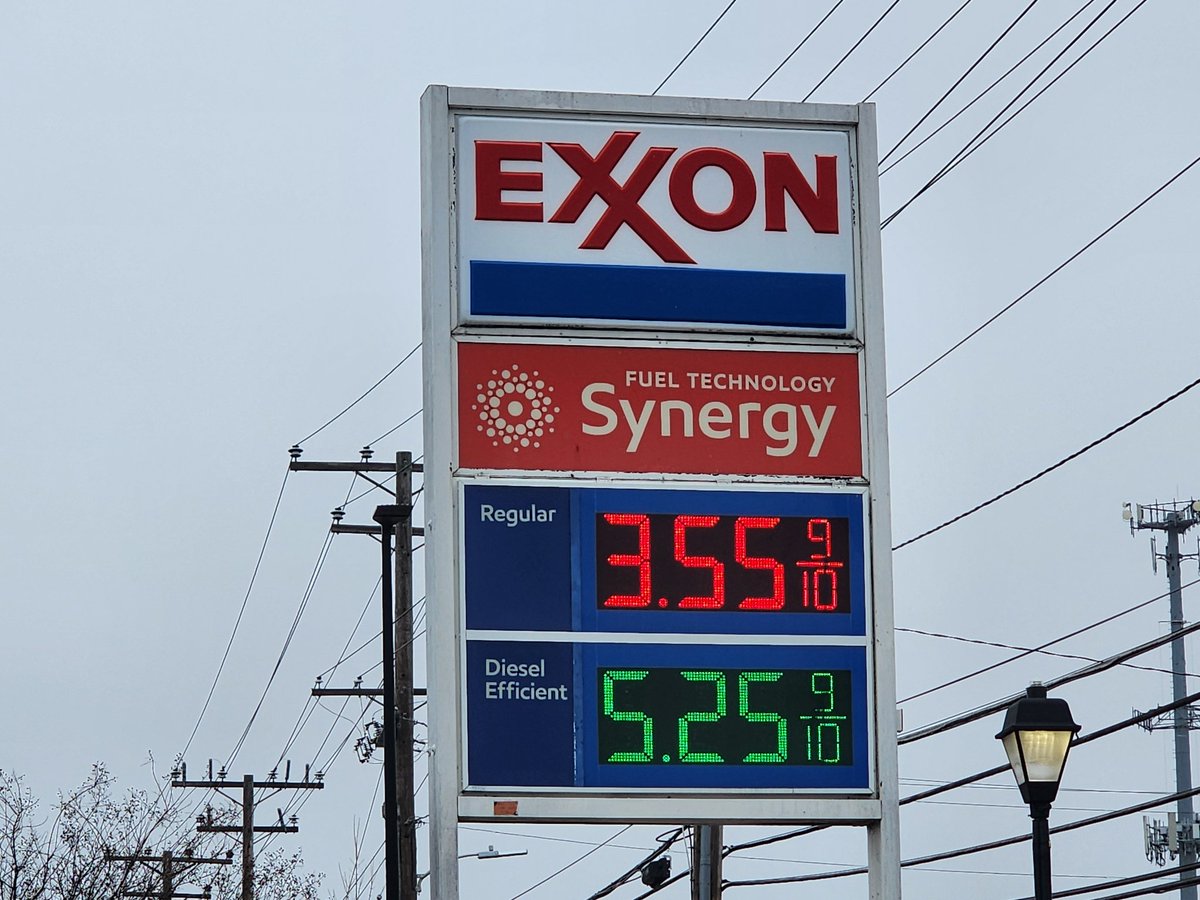 EXXON
FUEL TECHNOLOGY
Synergy
Regular
3.55 9/10
Diesel
Efficient
5.25 9/10